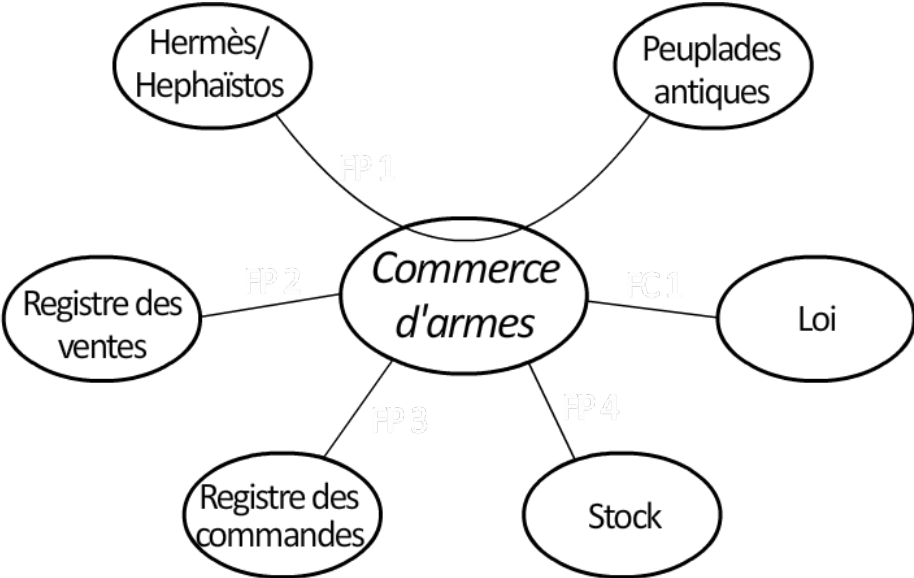 Hermès/
Hephaïstos
Peuplades
antiques
FP 1
Commerce
d'armes
FP 2
FC 1
Registre des
ventes
Loi
FP 3
FP 4
Registre des
commandes
Stock